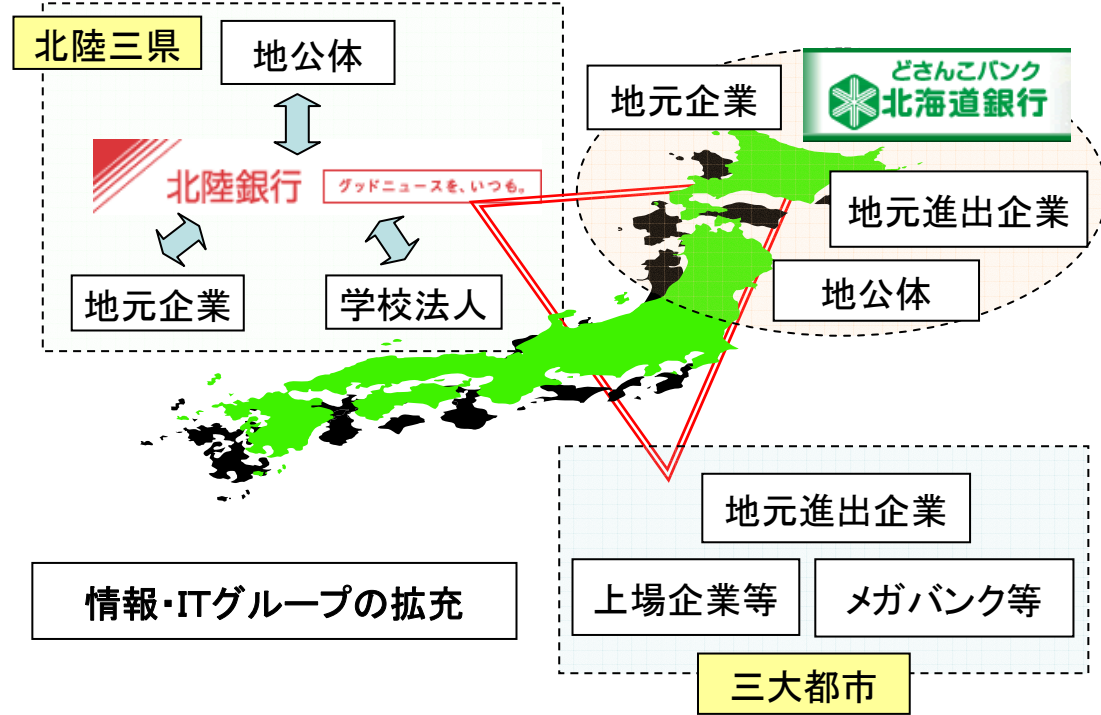 北陸三県
地公体
北陸銀行
グッドニュースを、いつも。
地元企業
学校法人
地元企業
どさんこバンク
北海道銀行
地元進出企業
地公体
地元進出企業
上場企業等
メガバンク等
三大都市
情報・ITグループの拡充